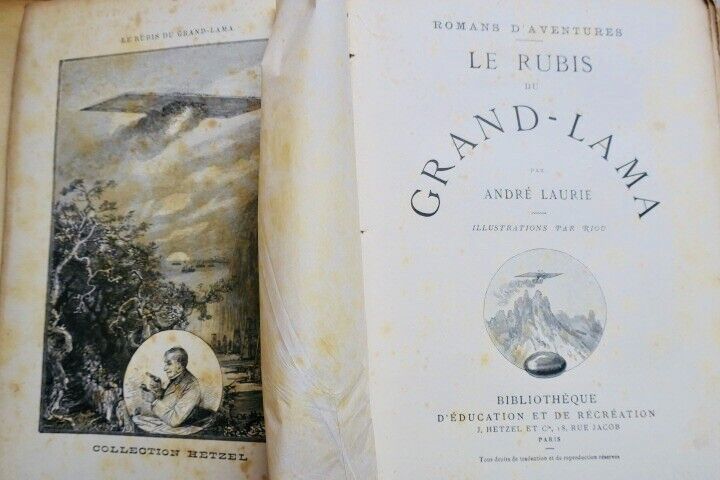 LE RUBIS DU GRAND-LAMA
COLLECTION HETZEL
ROMANS D'AVENTURES
LE RUBIS
DU
GRAND-LAMA
PAR
ANDRÉ LAURIE
ILLUSTRATIONS PAR RIOU
BIBLIOTHÈQUE
D'ÉDUCATION ET DE RÉCRÉATION
J. HETZEL ET Cie, 18, RUE JACOB
PARIS
Tous droits de traduction et de reproduction réservés